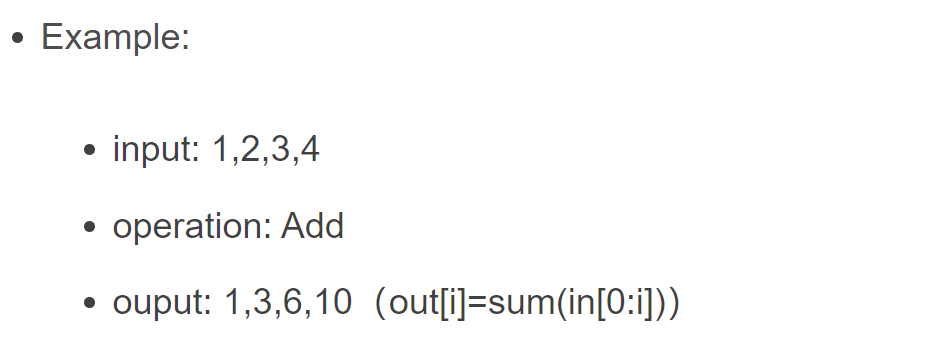 • Example:
• input: 1,2,3,4
• operation: Add
• ouput: 1,3,6,10（out[i]=sum(in[0:i]))